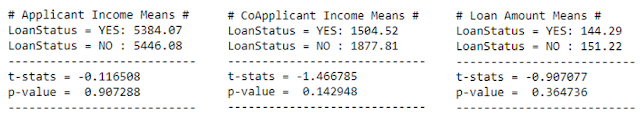 # Applicant Income Means #
LoanStatus = YES: 5384.07
LoanStatus = NO : 5446.08
---------------------------
t-stats = -0.116508
p-value =  0.907288
---------------------------
# CoApplicant Income Means #
LoanStatus = YES: 1504.52
LoanStatus = NO : 1877.81
----------------------------
t-stats = -1.466785
p-value =  0.142948
----------------------------
# Loan Amount Means #
LoanStatus = YES: 144.29
LoanStatus = NO : 151.22
---------------------------
t-stats = -0.907077
p-value =  0.364736
---------------------------